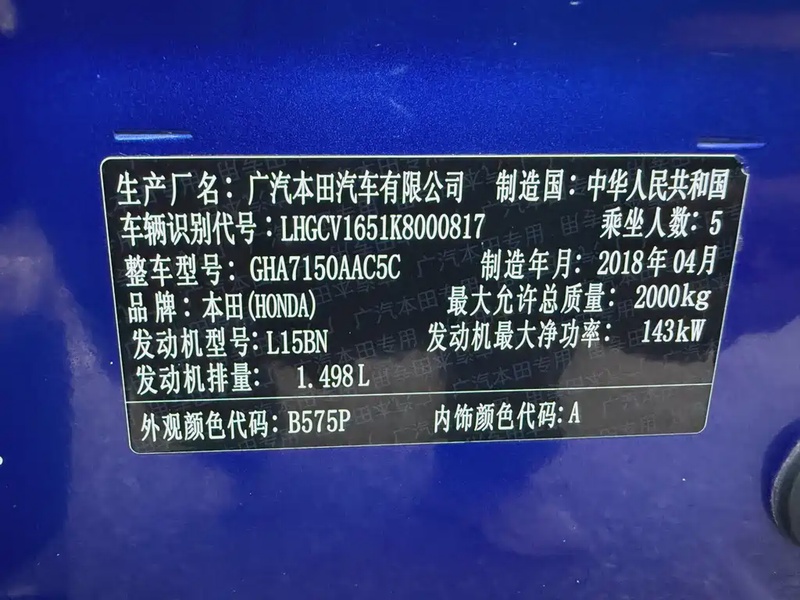 生产厂名：广汽本田汽车有限公司 制造国：中华人民共和国
车辆识别代号：LHGCV1651K8000817 乘坐人数：5
整车型号：GHA7150AAC5C 制造年月：2018年04月
品牌：本田(HONDA) 最大允许总质量：2000kg
发动机型号：L15BN 发动机最大净功率：143kW
发动机排量：1.498L
外观颜色代码：B575P 内饰颜色代码：A